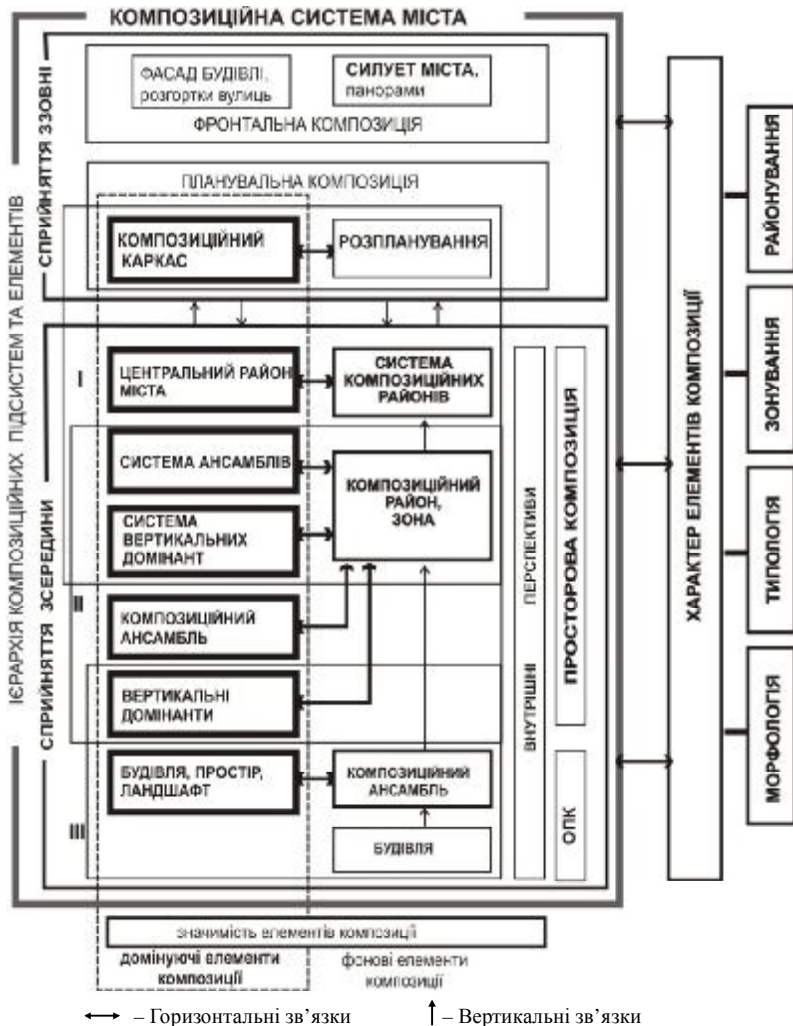 КОМПОЗИЦІЙНА СИСТЕМА МІСТА
ІЄРАРХІЯ КОМПОЗИЦІЙНИХ ПІДСИСТЕМ ТА ЕЛЕМЕНТІВ
СПРИЙНЯТТЯ ЗЗОВНІ
ФАСАД БУДІВЛІ,
розгортки вулиць
СИЛУЕТ МІСТА,
панорами
ФРОНТАЛЬНА КОМПОЗИЦІЯ
ПЛАНУВАЛЬНА КОМПОЗИЦІЯ
КОМПОЗИЦІЙНИЙ
КАРКАС
РОЗПЛАНУВАННЯ
СПРИЙНЯТТЯ ЗСЕРЕДИНИ
I
ЦЕНТРАЛЬНИЙ РАЙОН
МІСТА
СИСТЕМА
КОМПОЗИЦІЙНИХ
РАЙОНІВ
СИСТЕМА АНСАМБЛІВ
КОМПОЗИЦІЙНИЙ
РАЙОН,
ЗОНА
СИСТЕМА
ВЕРТИКАЛЬНИХ
ДОМІНАНТ
II
КОМПОЗИЦІЙНИЙ
АНСАМБЛЬ
ВЕРТИКАЛЬНІ
ДОМІНАНТИ
БУДІВЛЯ, ПРОСТІР,
ЛАНДШАФТ
КОМПОЗИЦІЙНИЙ
АНСАМБЛЬ
III
БУДІВЛЯ
ВНУТРІШНІ ПЕРСПЕКТИВИ
ПРОСТОРОВА КОМПОЗИЦІЯ
ОПК
ХАРАКТЕР ЕЛЕМЕНТІВ КОМПОЗИЦІЇ
РАЙОНУВАННЯ
ЗОНУВАННЯ
ТИПОЛОГІЯ
МОРФОЛОГІЯ
значимість елементів композиції
домінуючі елементи
композиції
фонові елементи
композиції
↔ – Горизонтальні зв’язки
↑ – Вертикальні зв’язки